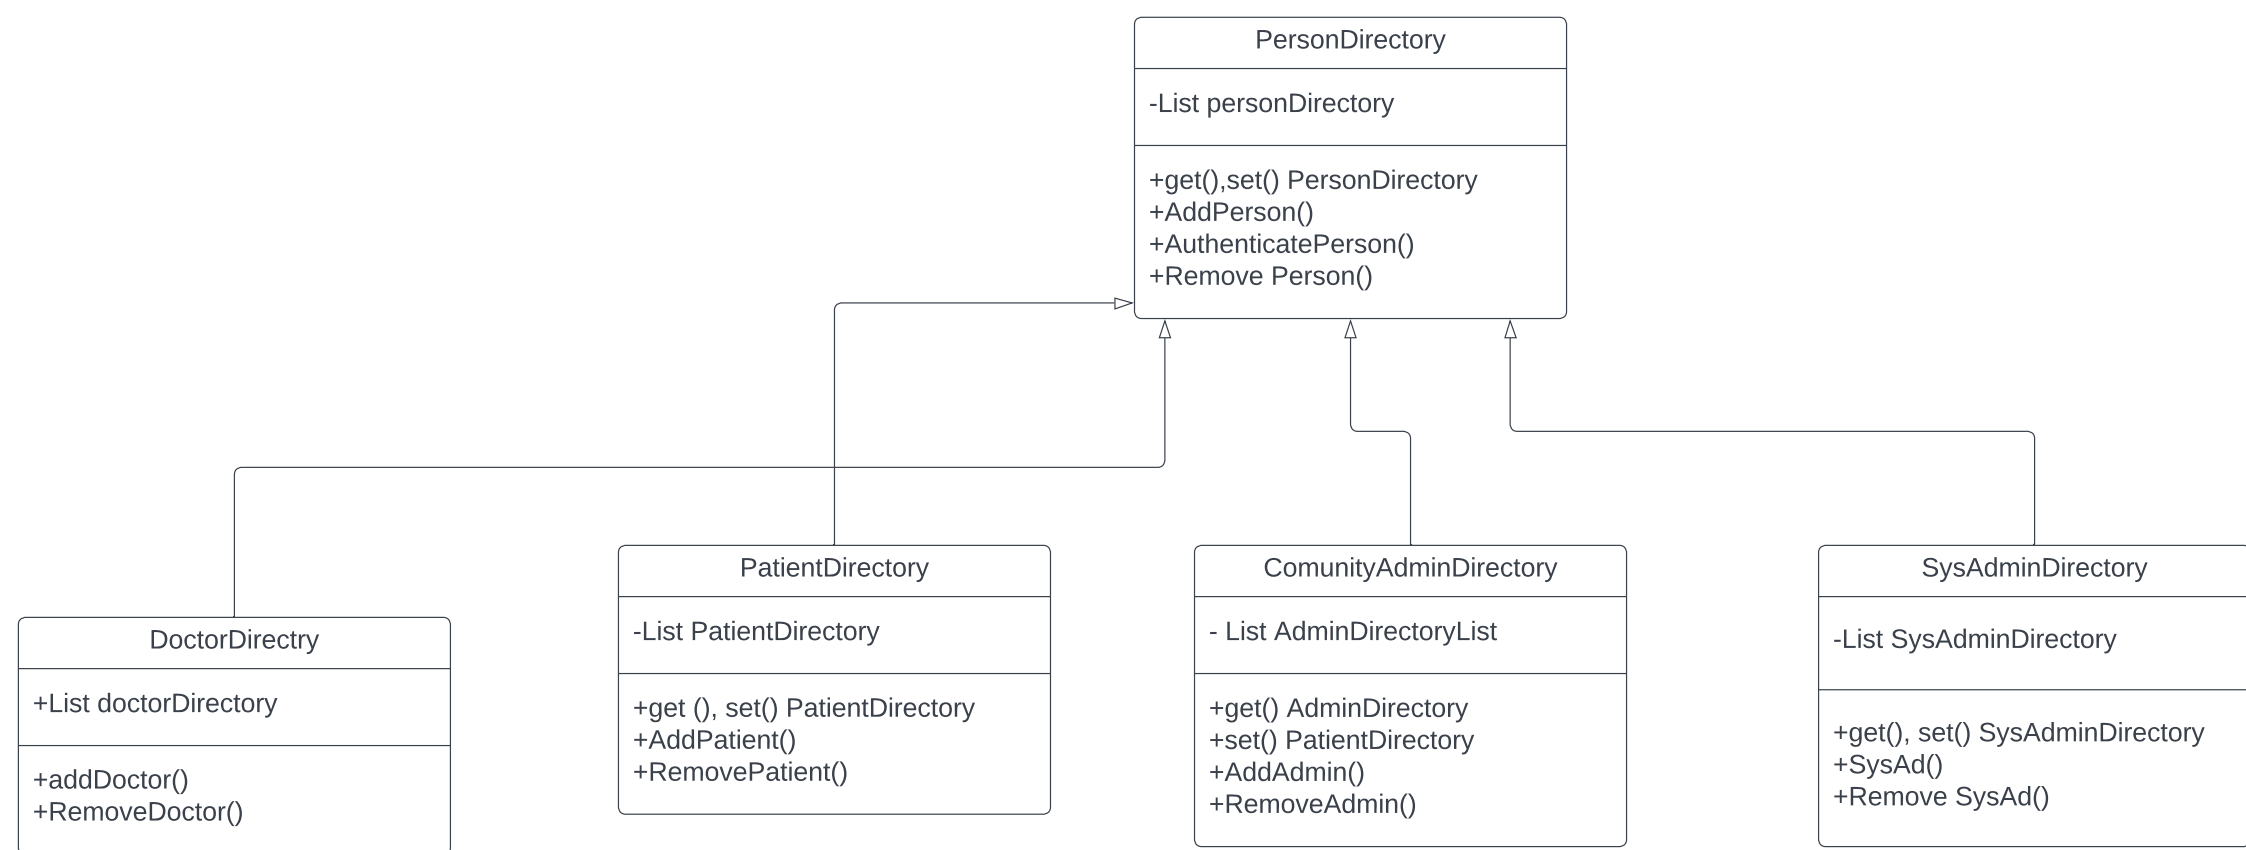 PersonDirectory
-List personDirectory
+get(),set() PersonDirectory
+AddPerson()
+AuthenticatePerson()
+Remove Person()
DoctorDirectry
+List doctorDirectory
+addDoctor()
+RemoveDoctor()
PatientDirectory
-List PatientDirectory
+get (), set() PatientDirectory
+AddPatient()
+RemovePatient()
ComunityAdminDirectory
- List AdminDirectoryList
+get() AdminDirectory
+set() PatientDirectory
+AddAdmin()
+RemoveAdmin()
SysAdminDirectory
-List SysAdminDirectory
+get(), set() SysAdminDirectory
+SysAd()
+Remove SysAd()